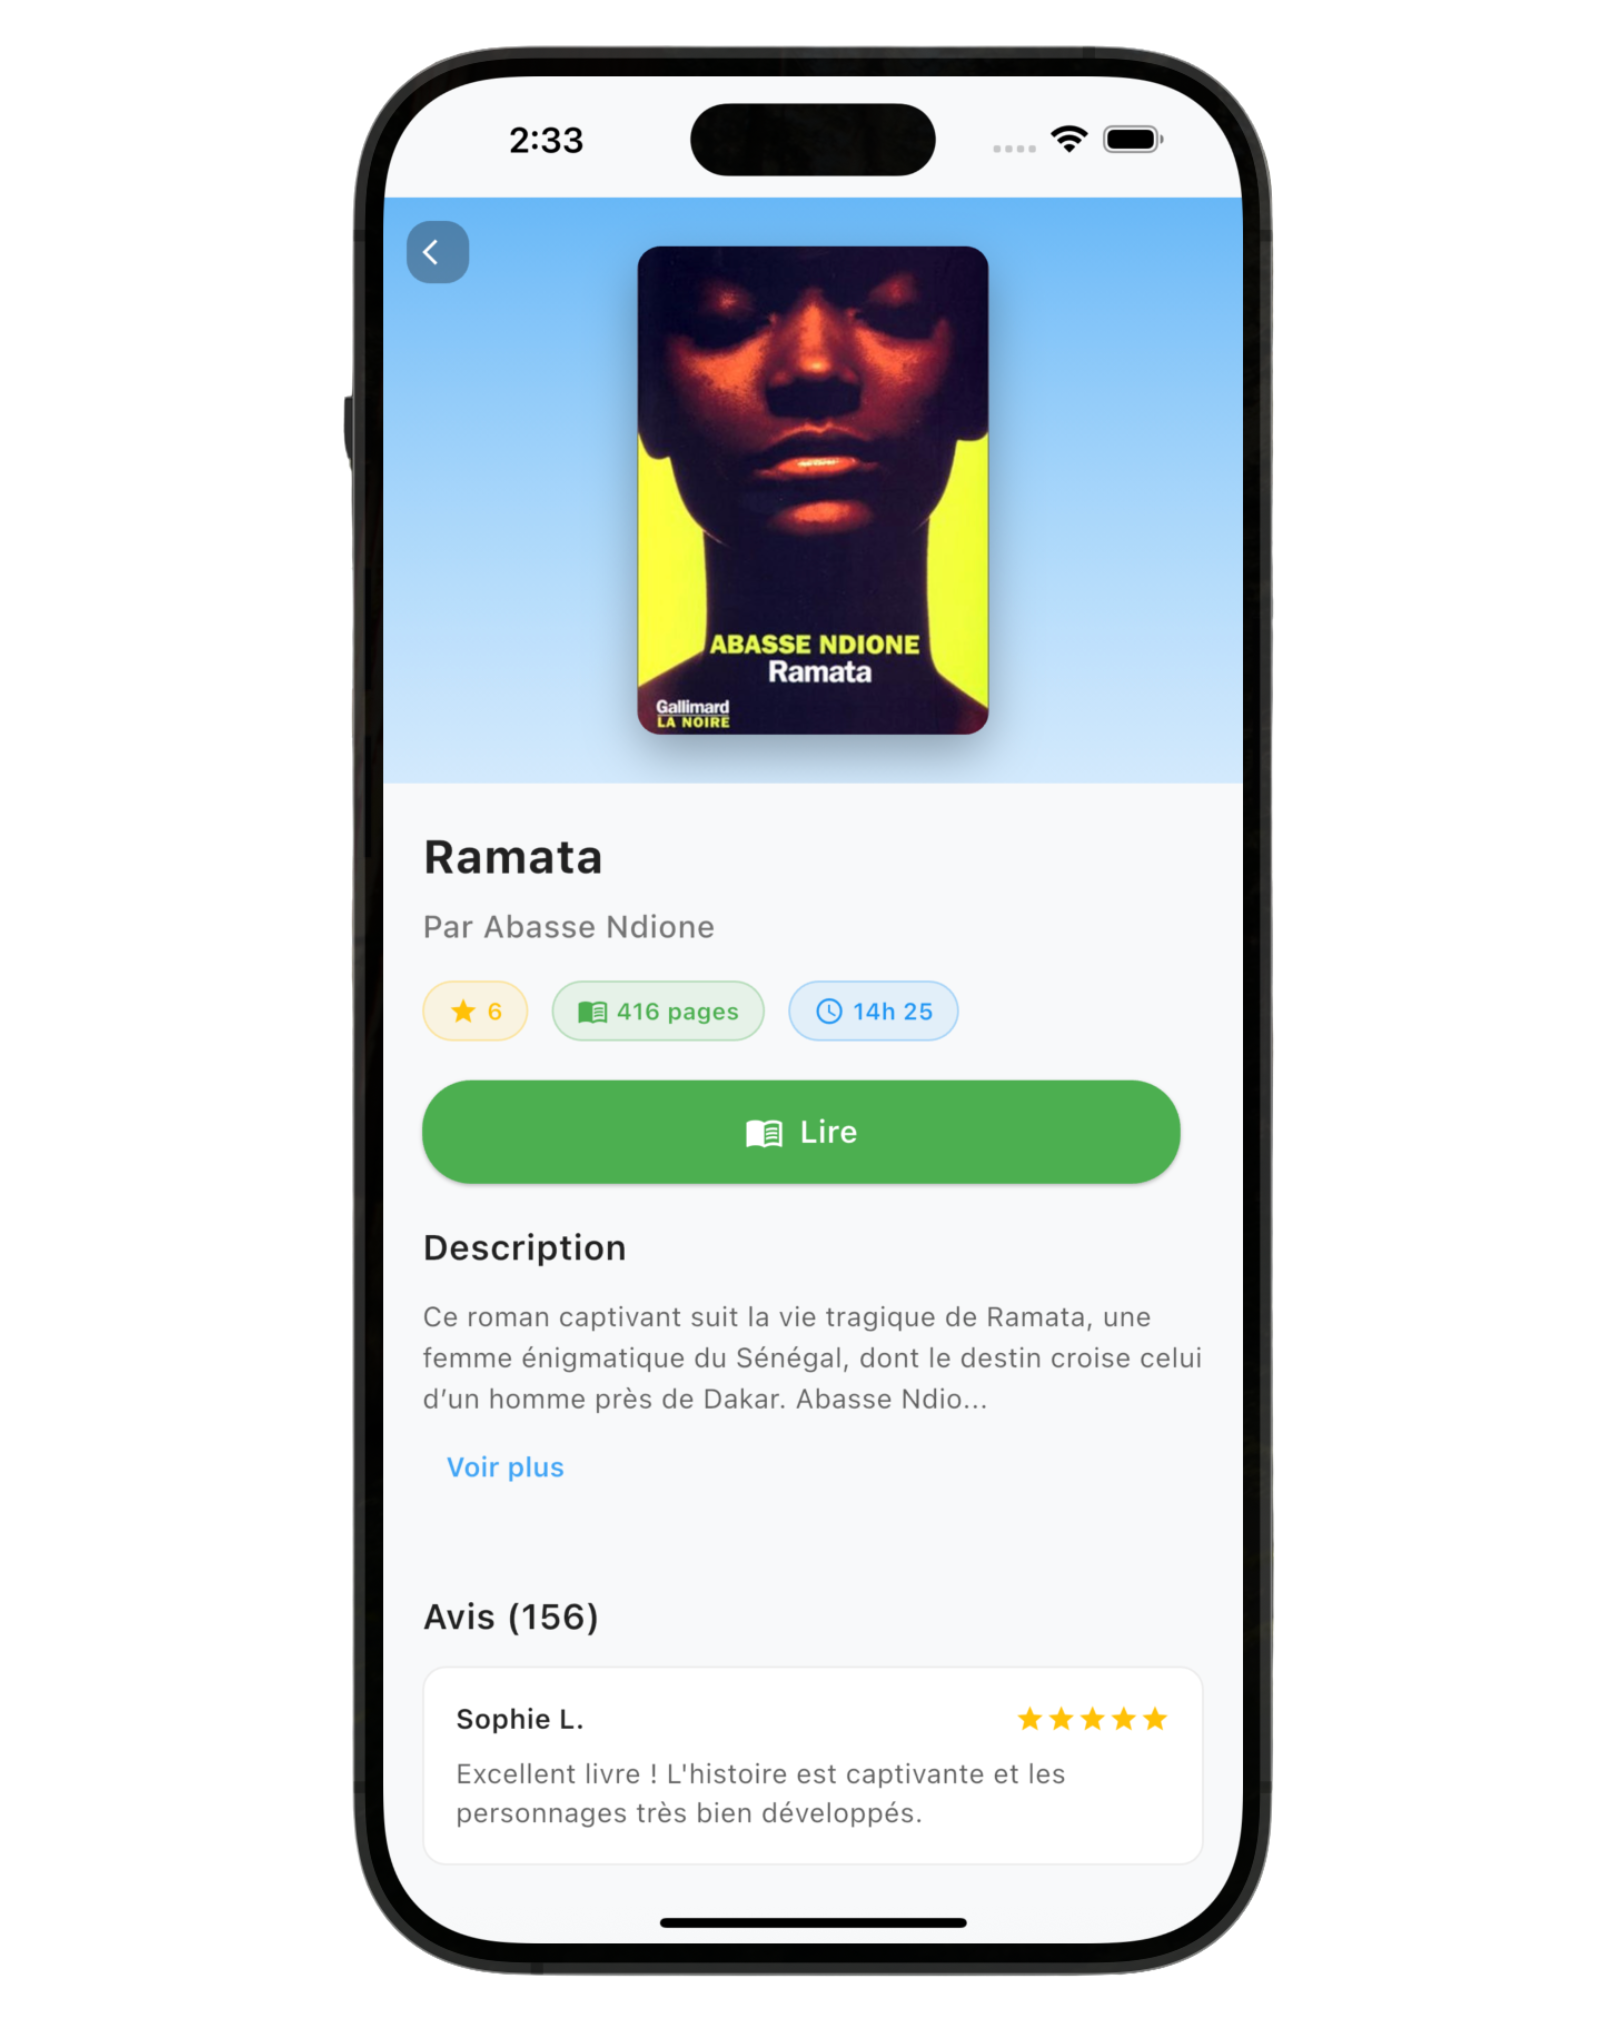 2:33
ABASSE NDIONE
Ramata
Gallimard
LA NOIRE
Ramata
Par Abasse Ndione
6
416 pages
14h 25
Lire
Description
Ce roman captivant suit la vie tragique de Ramata, une
femme énigmatique du Sénégal, dont le destin croise celui
d’un homme près de Dakar. Abasse Ndio...
Voir plus
Avis (156)
Sophie L.
Excellent livre ! L'histoire est captivante et les
personnages très bien développés.